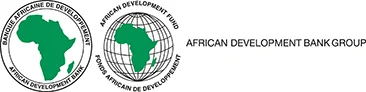 BANQUE AFRICAINE DE DEVELOPPEMENT
AFRICAN DEVELOPMENT BANK
AFRICAN DEVELOPMENT FUND
FONDS AFRICAIN DE DEVELOPPEMENT
AFRICAN DEVELOPMENT BANK GROUP